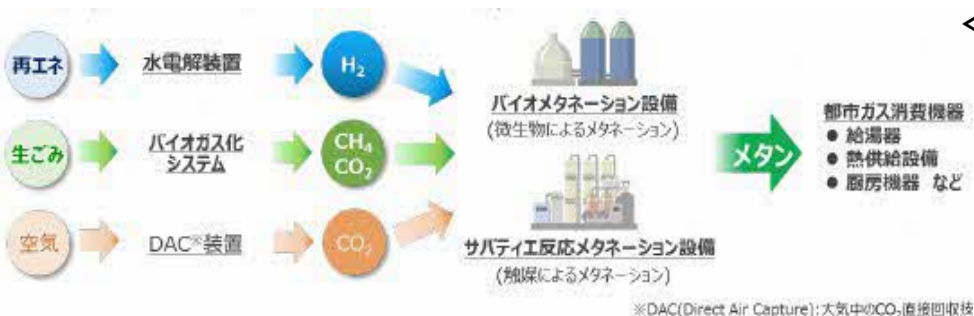 再エネ
水電解装置
H₂
バイオメタネーション設備
(微生物によるメタネーション)
生ごみ
バイオガス化
システム
CH₄
CO₂
メタン
都市ガス消費機器
● 給湯器
● 熱供給設備
● 厨房機器 など
空気
DAC※装置
CO₂
サバティエ反応メタネーション設備
(触媒によるメタネーション)
※DAC(Direct Air Capture):大気中のCO₂直接回収技